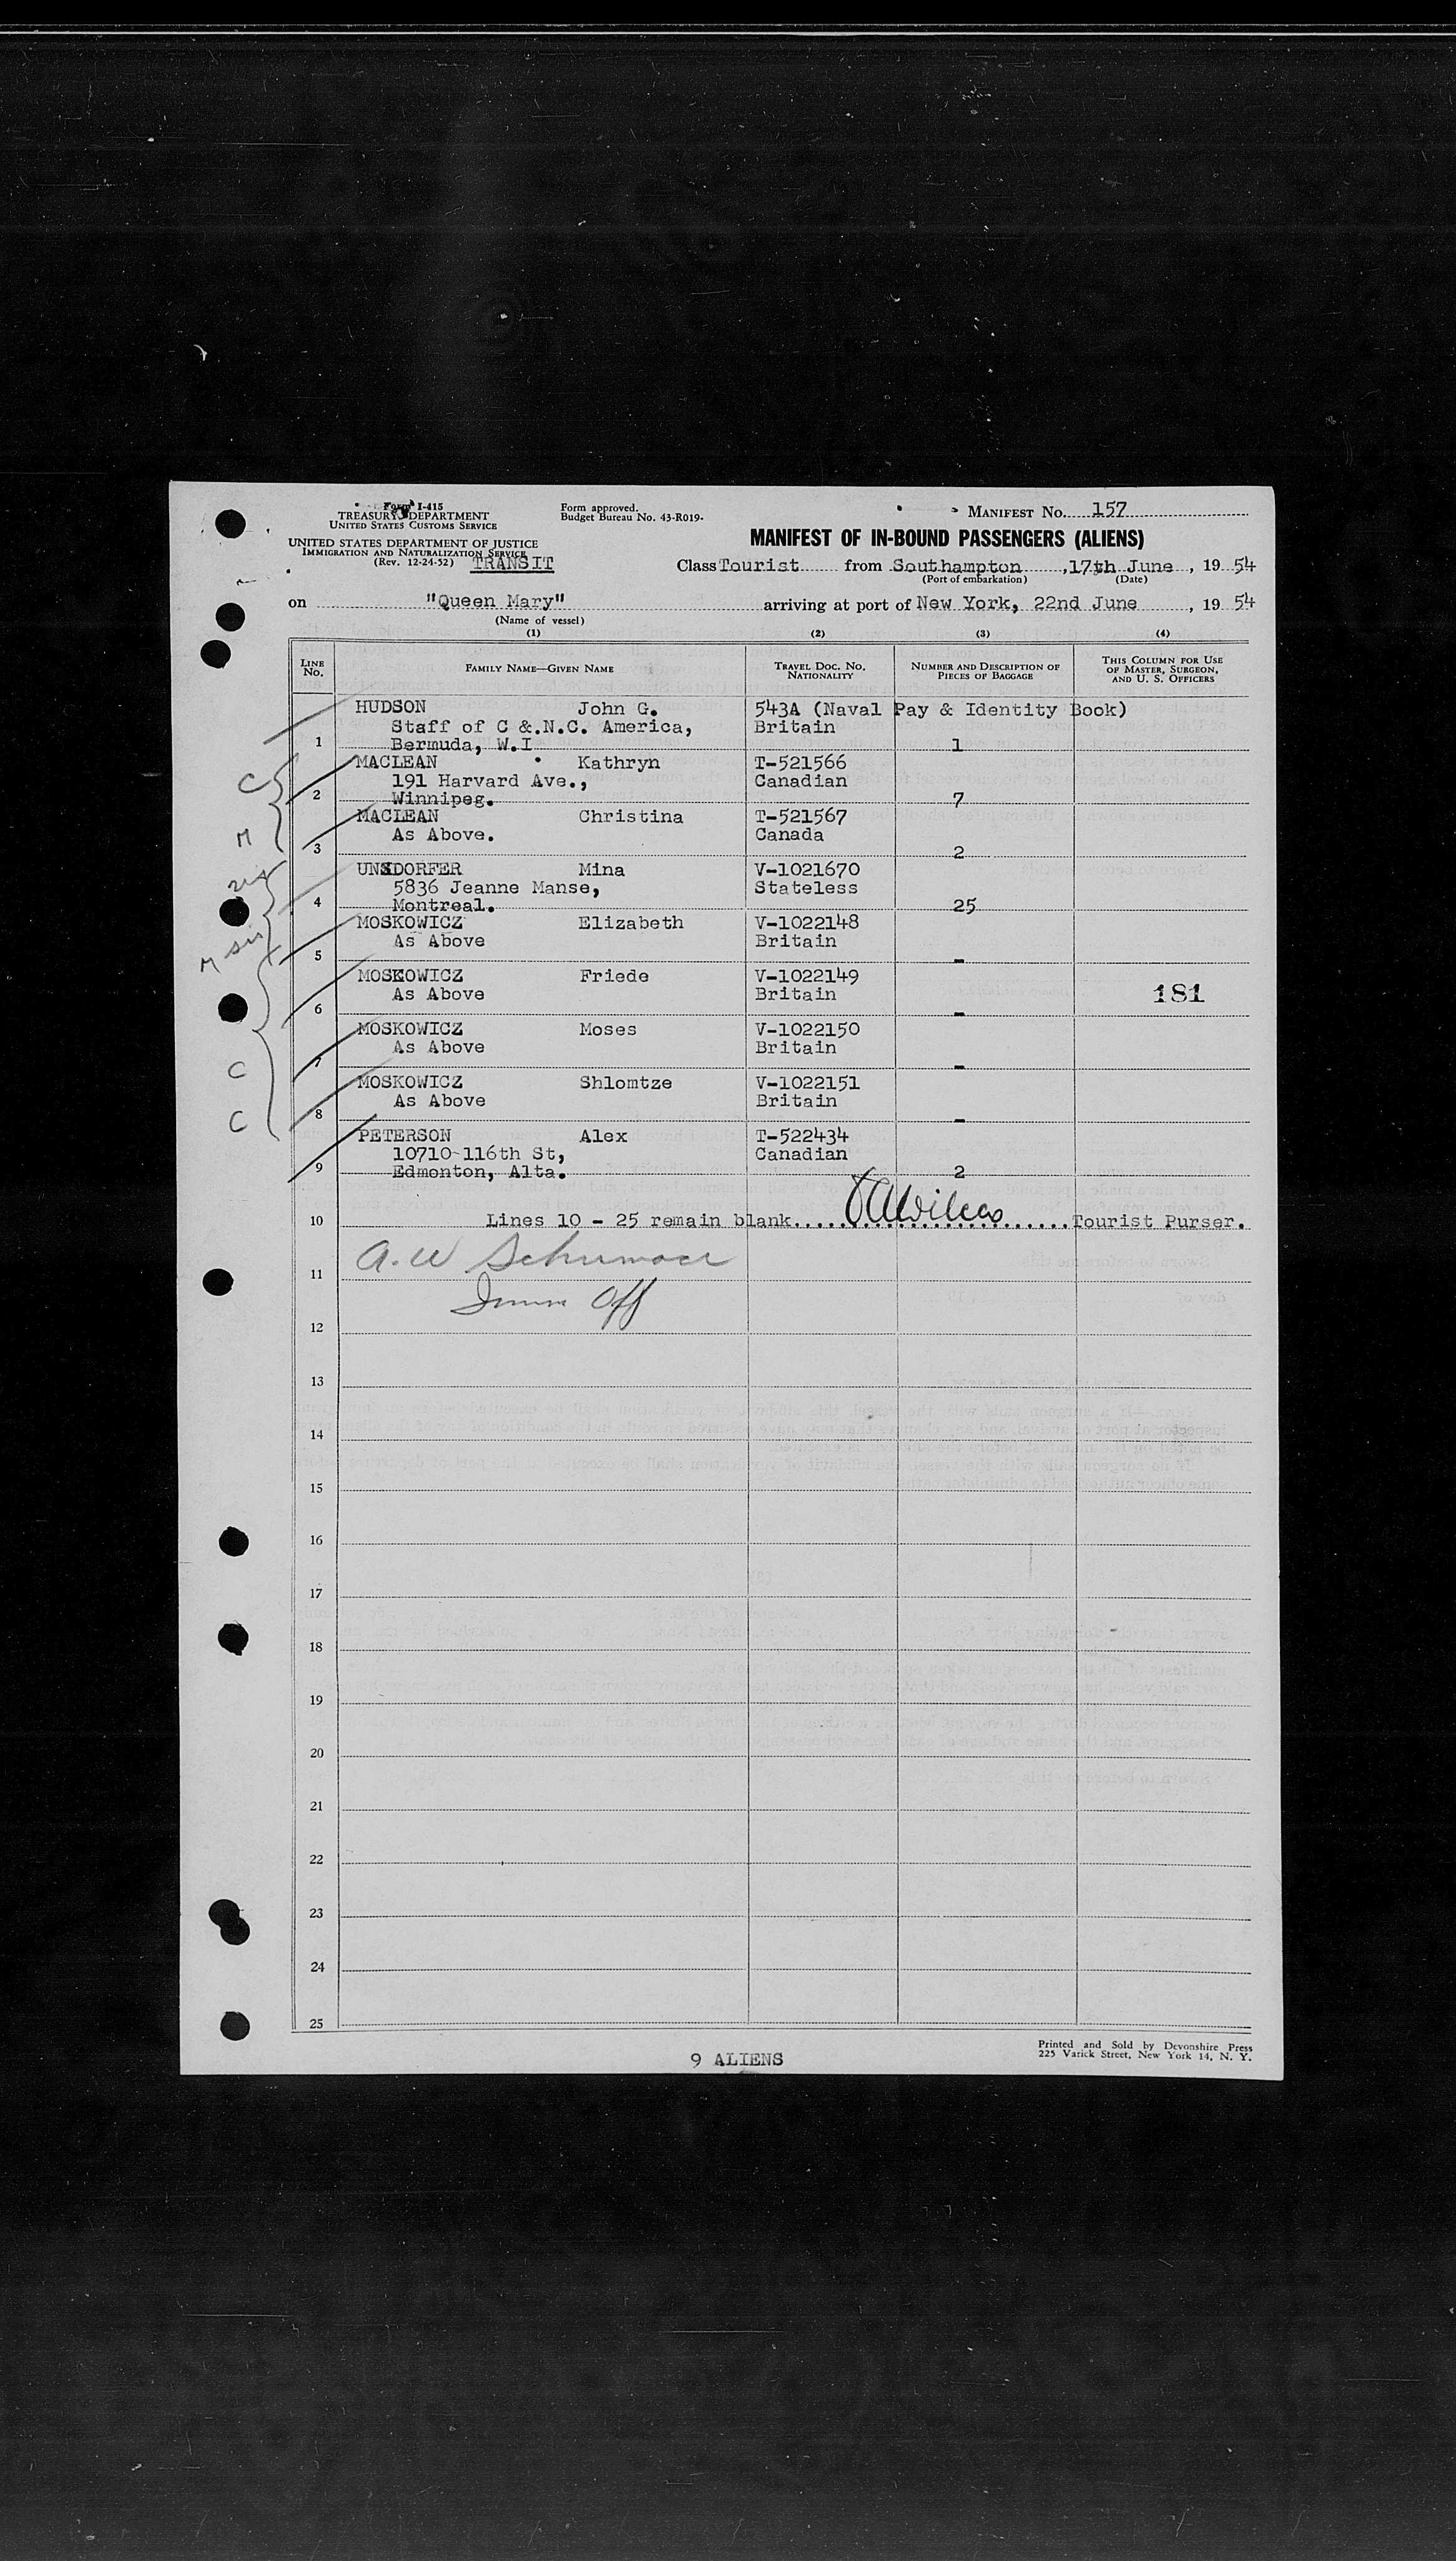 Form I-415
TREASURY DEPARTMENT
UNITED STATES CUSTOMS SERVICE
Form approved.
Budget Bureau No. 43-R019.
MANIFEST No. 157
UNITED STATES DEPARTMENT OF JUSTICE
IMMIGRATION AND NATURALIZATION SERVICE
(Rev. 12-24-52) TRANSIT
MANIFEST OF IN-BOUND PASSENGERS (ALIENS)
Class Tourist from Southampton, 17th June, 19 54
(Port of embarkation) (Date)
on "Queen Mary" arriving at port of New York, 22nd June, 19 54
(Name of vessel)
(1) (2) (3) (4)
LINE No. FAMILY NAME—GIVEN NAME TRAVEL DOC. No. NATIONALITY NUMBER AND DESCRIPTION OF PIECES OF BAGGAGE THIS COLUMN FOR USE OF MASTER, SURGEON, AND U. S. OFFICERS
HUDSON John G. 543A (Naval Pay & Identity Book)
Staff of C &.N.C. America, Britain
1 Bermuda, W.I 1
MACLEAN Kathryn T-521566
C 191 Harvard Ave., Canadian
2 Winnipeg. 7
MACLEAN Christina T-521567
M As Above. Canada
3 2
UNSDORFER Mina V-1021670
5836 Jeanne Manse, Stateless
4 Montreal. 25
MOSKOWICZ Elizabeth V-1022148
As Above Britain
5 -
MOSKOWICZ Friede V-1022149
As Above Britain 181
6 -
MOSKOWICZ Moses V-1022150
As Above Britain
7 -
C
MOSKOWICZ Shlomtze V-1022151
As Above Britain
8 -
C
PETERSON Alex T-522434
10710-116th St, Canadian
9 Edmonton, Alta. 2
10 Lines 10 - 25 remain blank..... Wilcos ......Tourist Purser.
A. W
11
Imm Off
12
13
14
15
16
17
18
19
20
21
22
23
24
25
9 ALIENS
Printed and Sold by Devonshire Press
225 Varick Street, New York 14, N. Y.